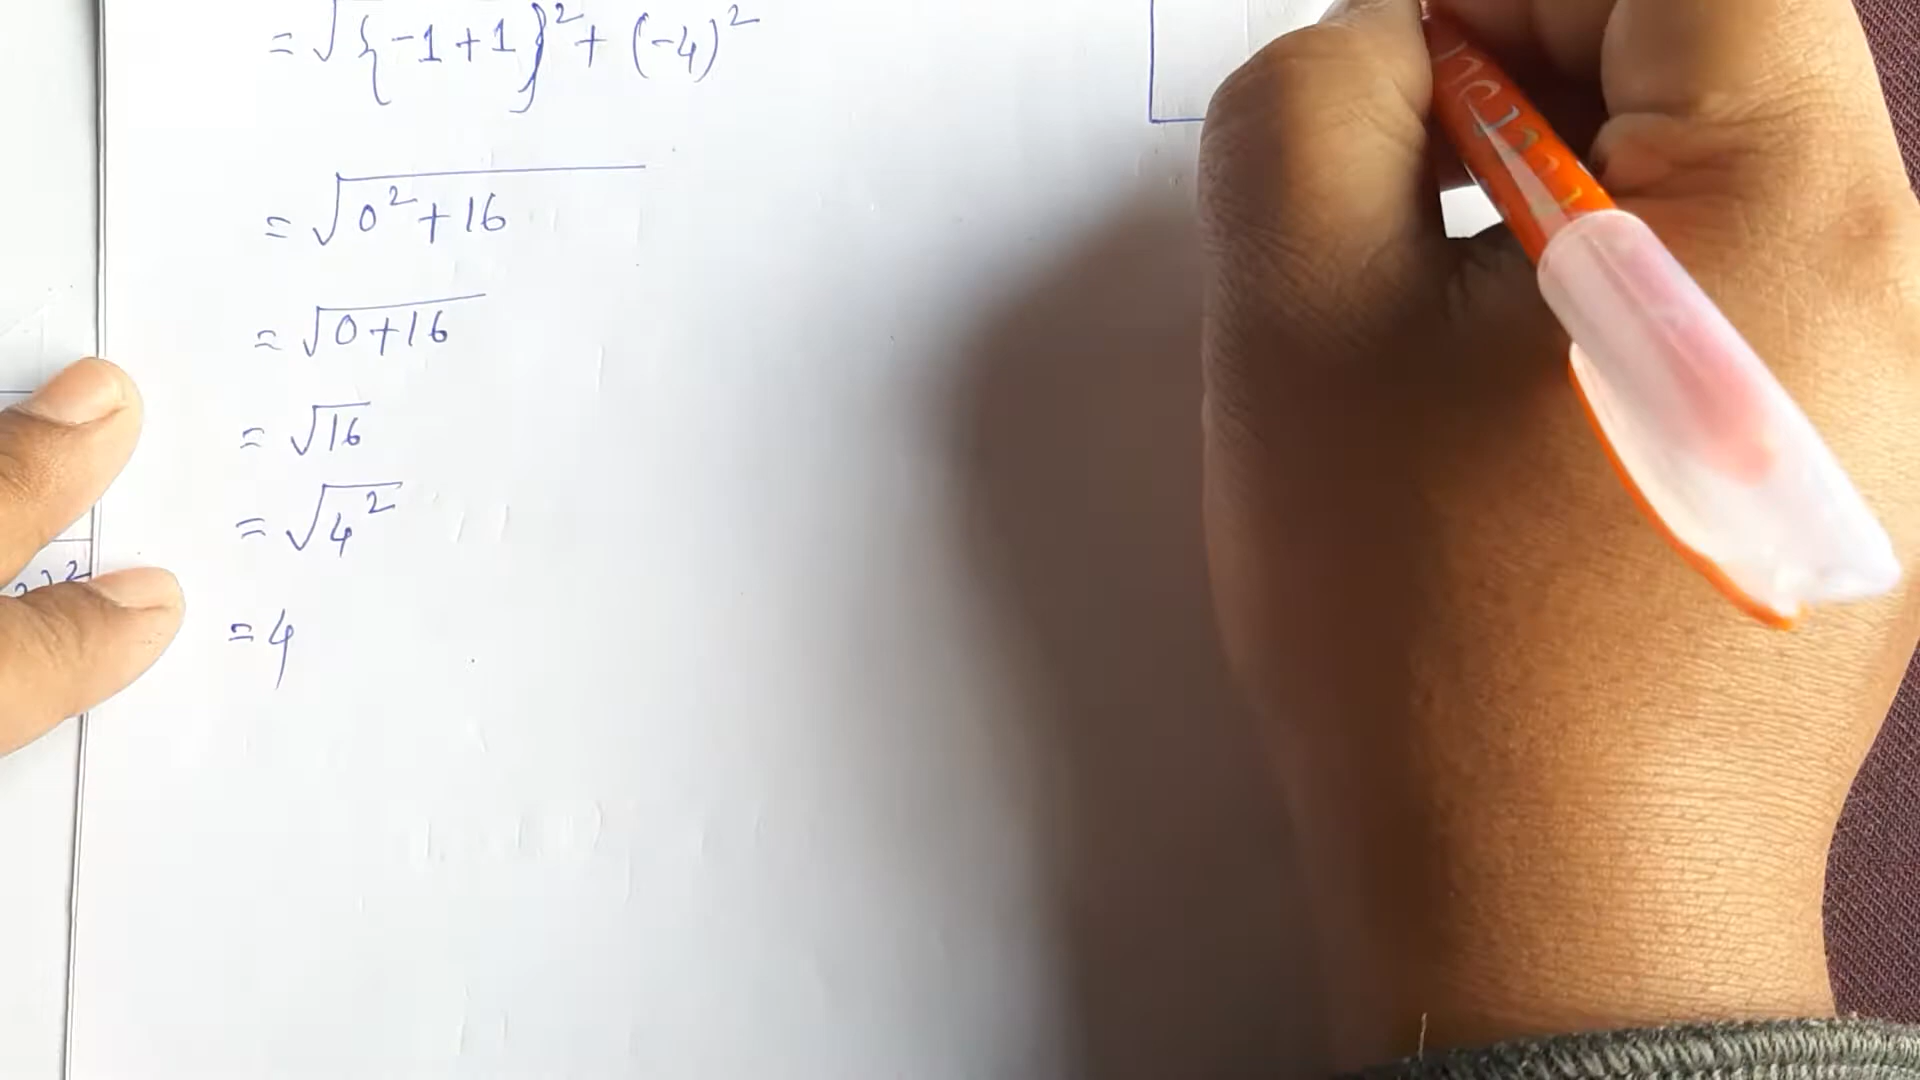 = √{-1+1}² + (-4)²
= √0² + 16
= √0+16
= √16
= √4²
= 4